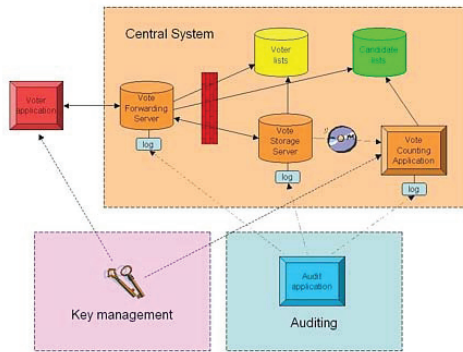 Central System
Voter
lists
Candidate
lists
Voter
application
Vote
Forwarding
Server
log
Vote
Storage
Server
log
Vote
Counting
Application
log
Key management
Audit
application
Auditing